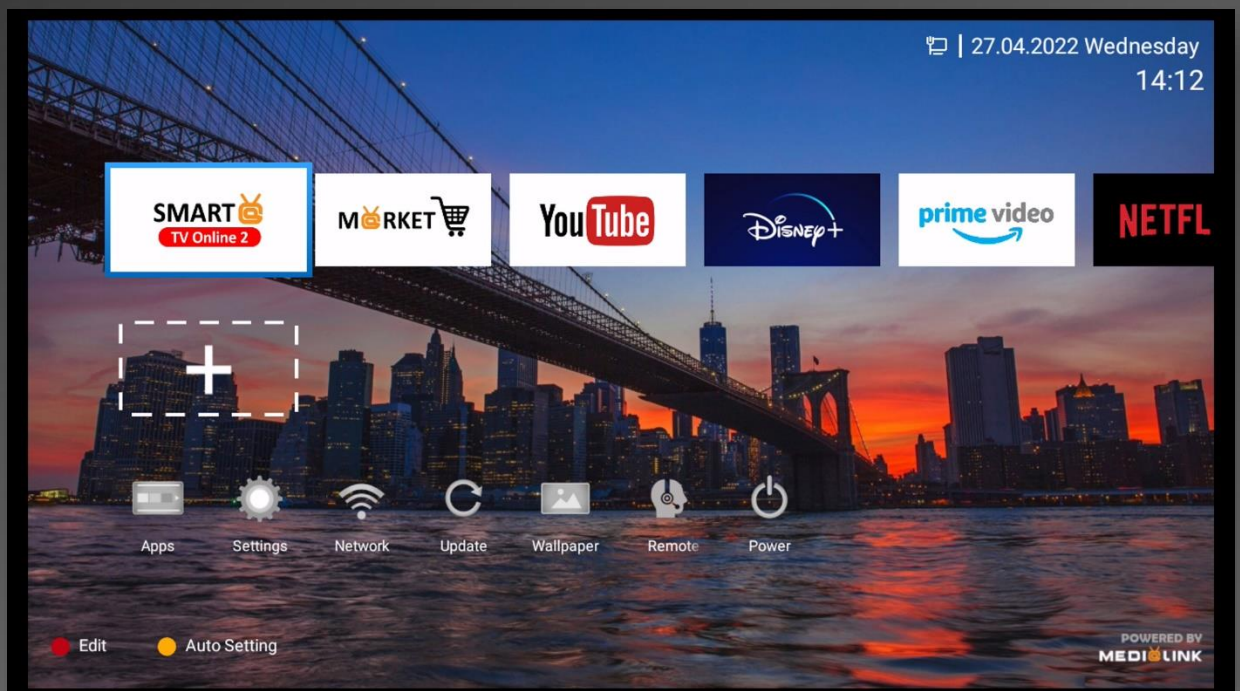 27.04.2022 Wednesday
14:12
SMART
TV Online 2
MARKET
YouTube
Disney+
prime video
NETFL
Apps
Settings
Network
Update
Wallpaper
Remote
Power
Edit
Auto Setting
POWERED BY
MEDIALINK